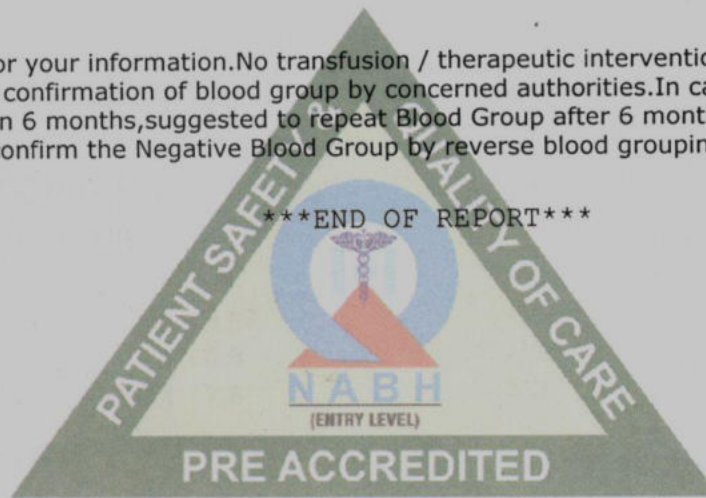 or your information.No transfusion / therapeutic interventio
confirmation of blood group by concerned authorities.In ca
n 6 months,suggested to repeat Blood Group after 6 mont
onfirm the Negative Blood Group by reverse blood groupin
***END OF REPORT***
PATIENT SAFETY & QUALITY OF CARE
NABH
(ENTRY LEVEL)
PRE ACCREDITED